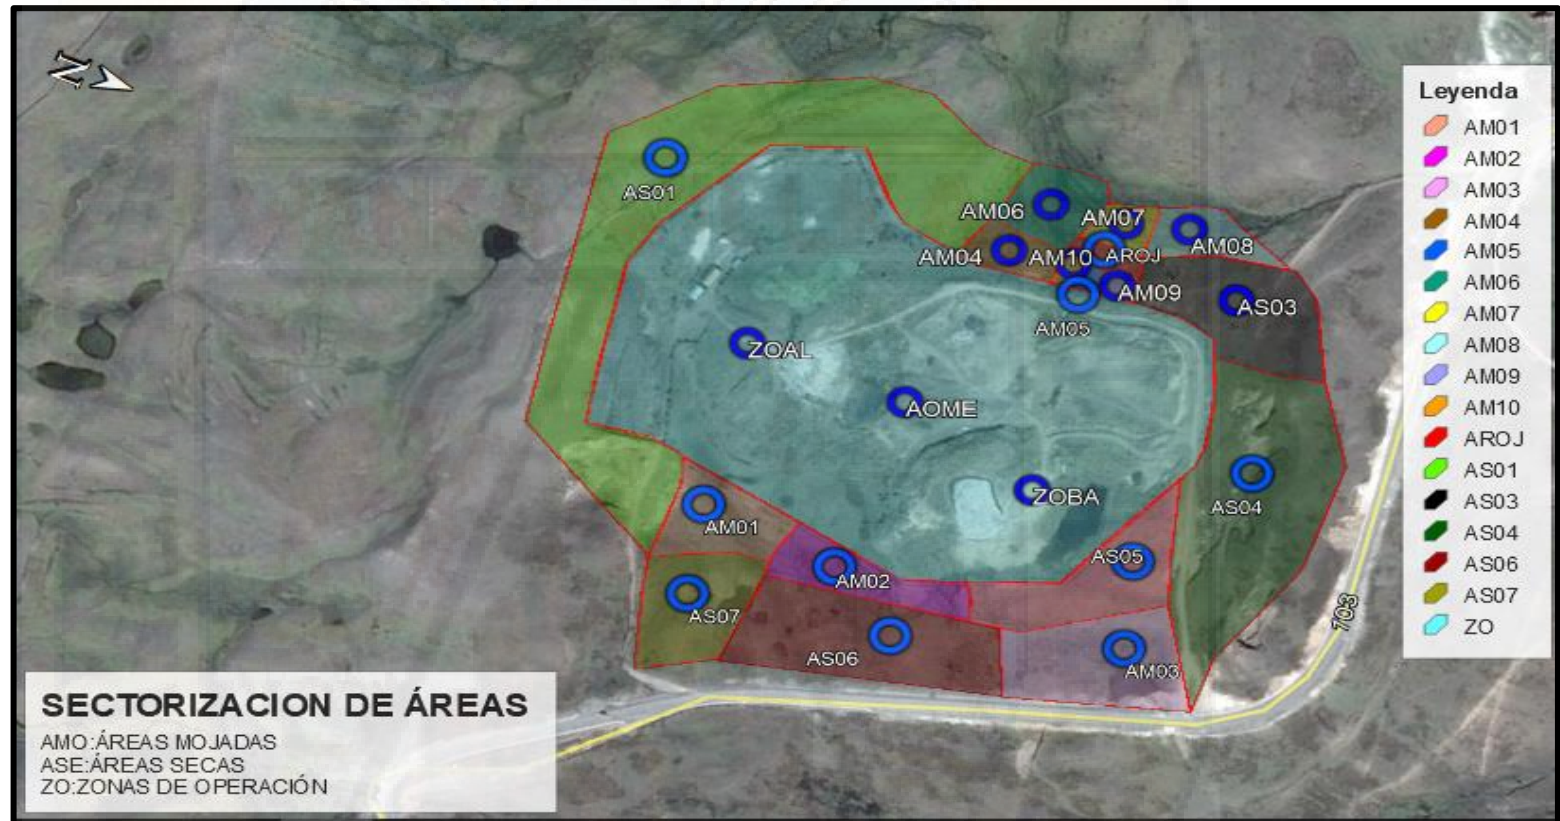 N
AS01
AM06
AM07
AM08
AM04
AM10
AROJ
AM09
AS03
AM05
ZOAL
AOME
ZOBA
AS04
AM01
AS05
AM02
AS07
AS06
AM03
103
Leyenda
AM01
AM02
AM03
AM04
AM05
AM06
AM07
AM08
AM09
AM10
AROJ
AS01
AS03
AS04
AS06
AS07
ZO
SECTORIZACION DE ÁREAS
AMO:ÁREAS MOJADAS
ASE:ÁREAS SECAS
ZO:ZONAS DE OPERACIÓN